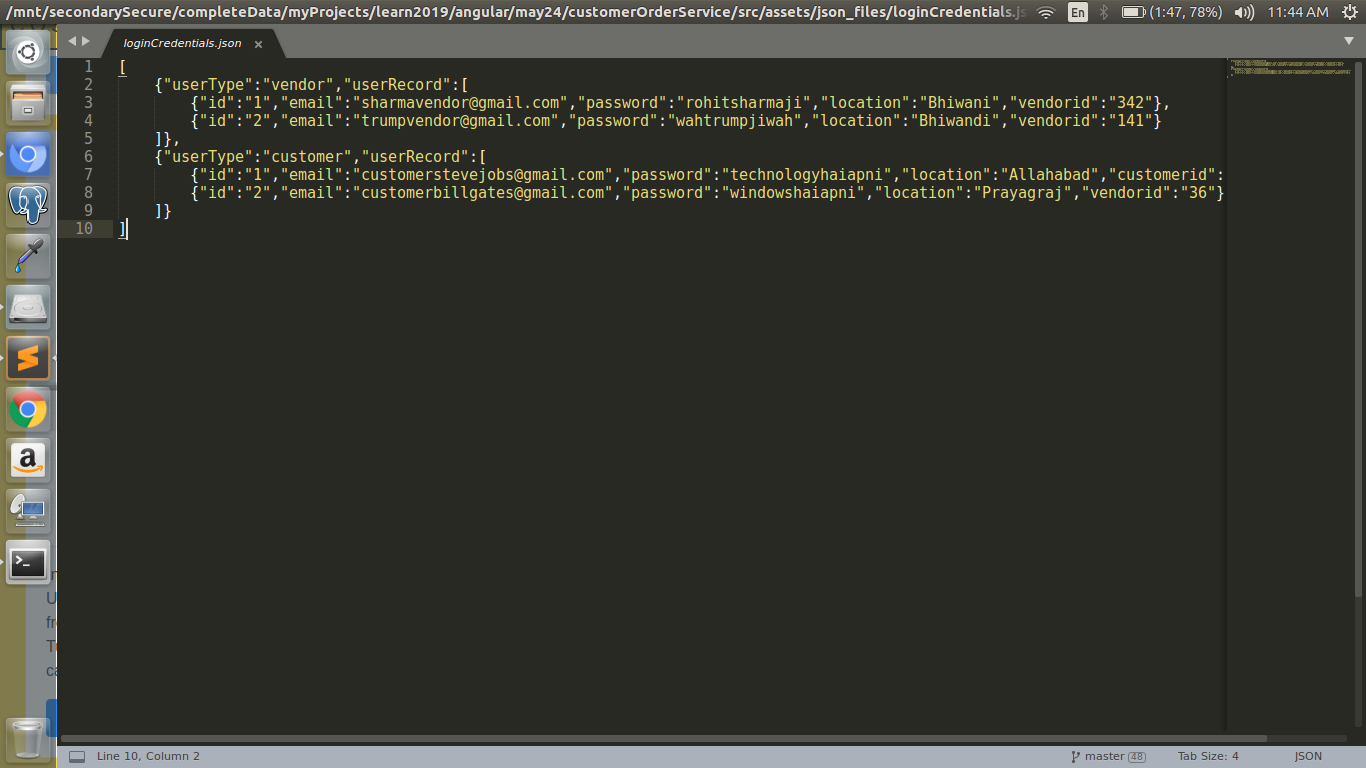 /mnt/secondarySecure/completeData/myProjects/learn2019/angular/may24/customerOrderService/src/assets/json_files/loginCredentials.js En (1:47, 78%) 11:44 AM
loginCredentials.json ×
1 [
2 {"userType":"vendor","userRecord":[
3 {"id":"1","email":"sharmavendor@gmail.com","password":"rohitsharmaji","location":"Bhiwani","vendorid":"342"},
4 {"id":"2","email":"trumpvendor@gmail.com","password":"wahtrumpjiwah","location":"Bhiwandi","vendorid":"141"}
5 ]},
6 {"userType":"customer","userRecord":[
7 {"id":"1","email":"customerstevejobs@gmail.com","password":"technologyhaiapni","location":"Allahabad","customerid":
8 {"id":"2","email":"customerbillgates@gmail.com","password":"windowshaiapni","location":"Prayagraj","vendorid":"36"}
9 ]}
10 ]
U
fr
ca
Line 10, Column 2 master 48 Tab Size: 4 JSON